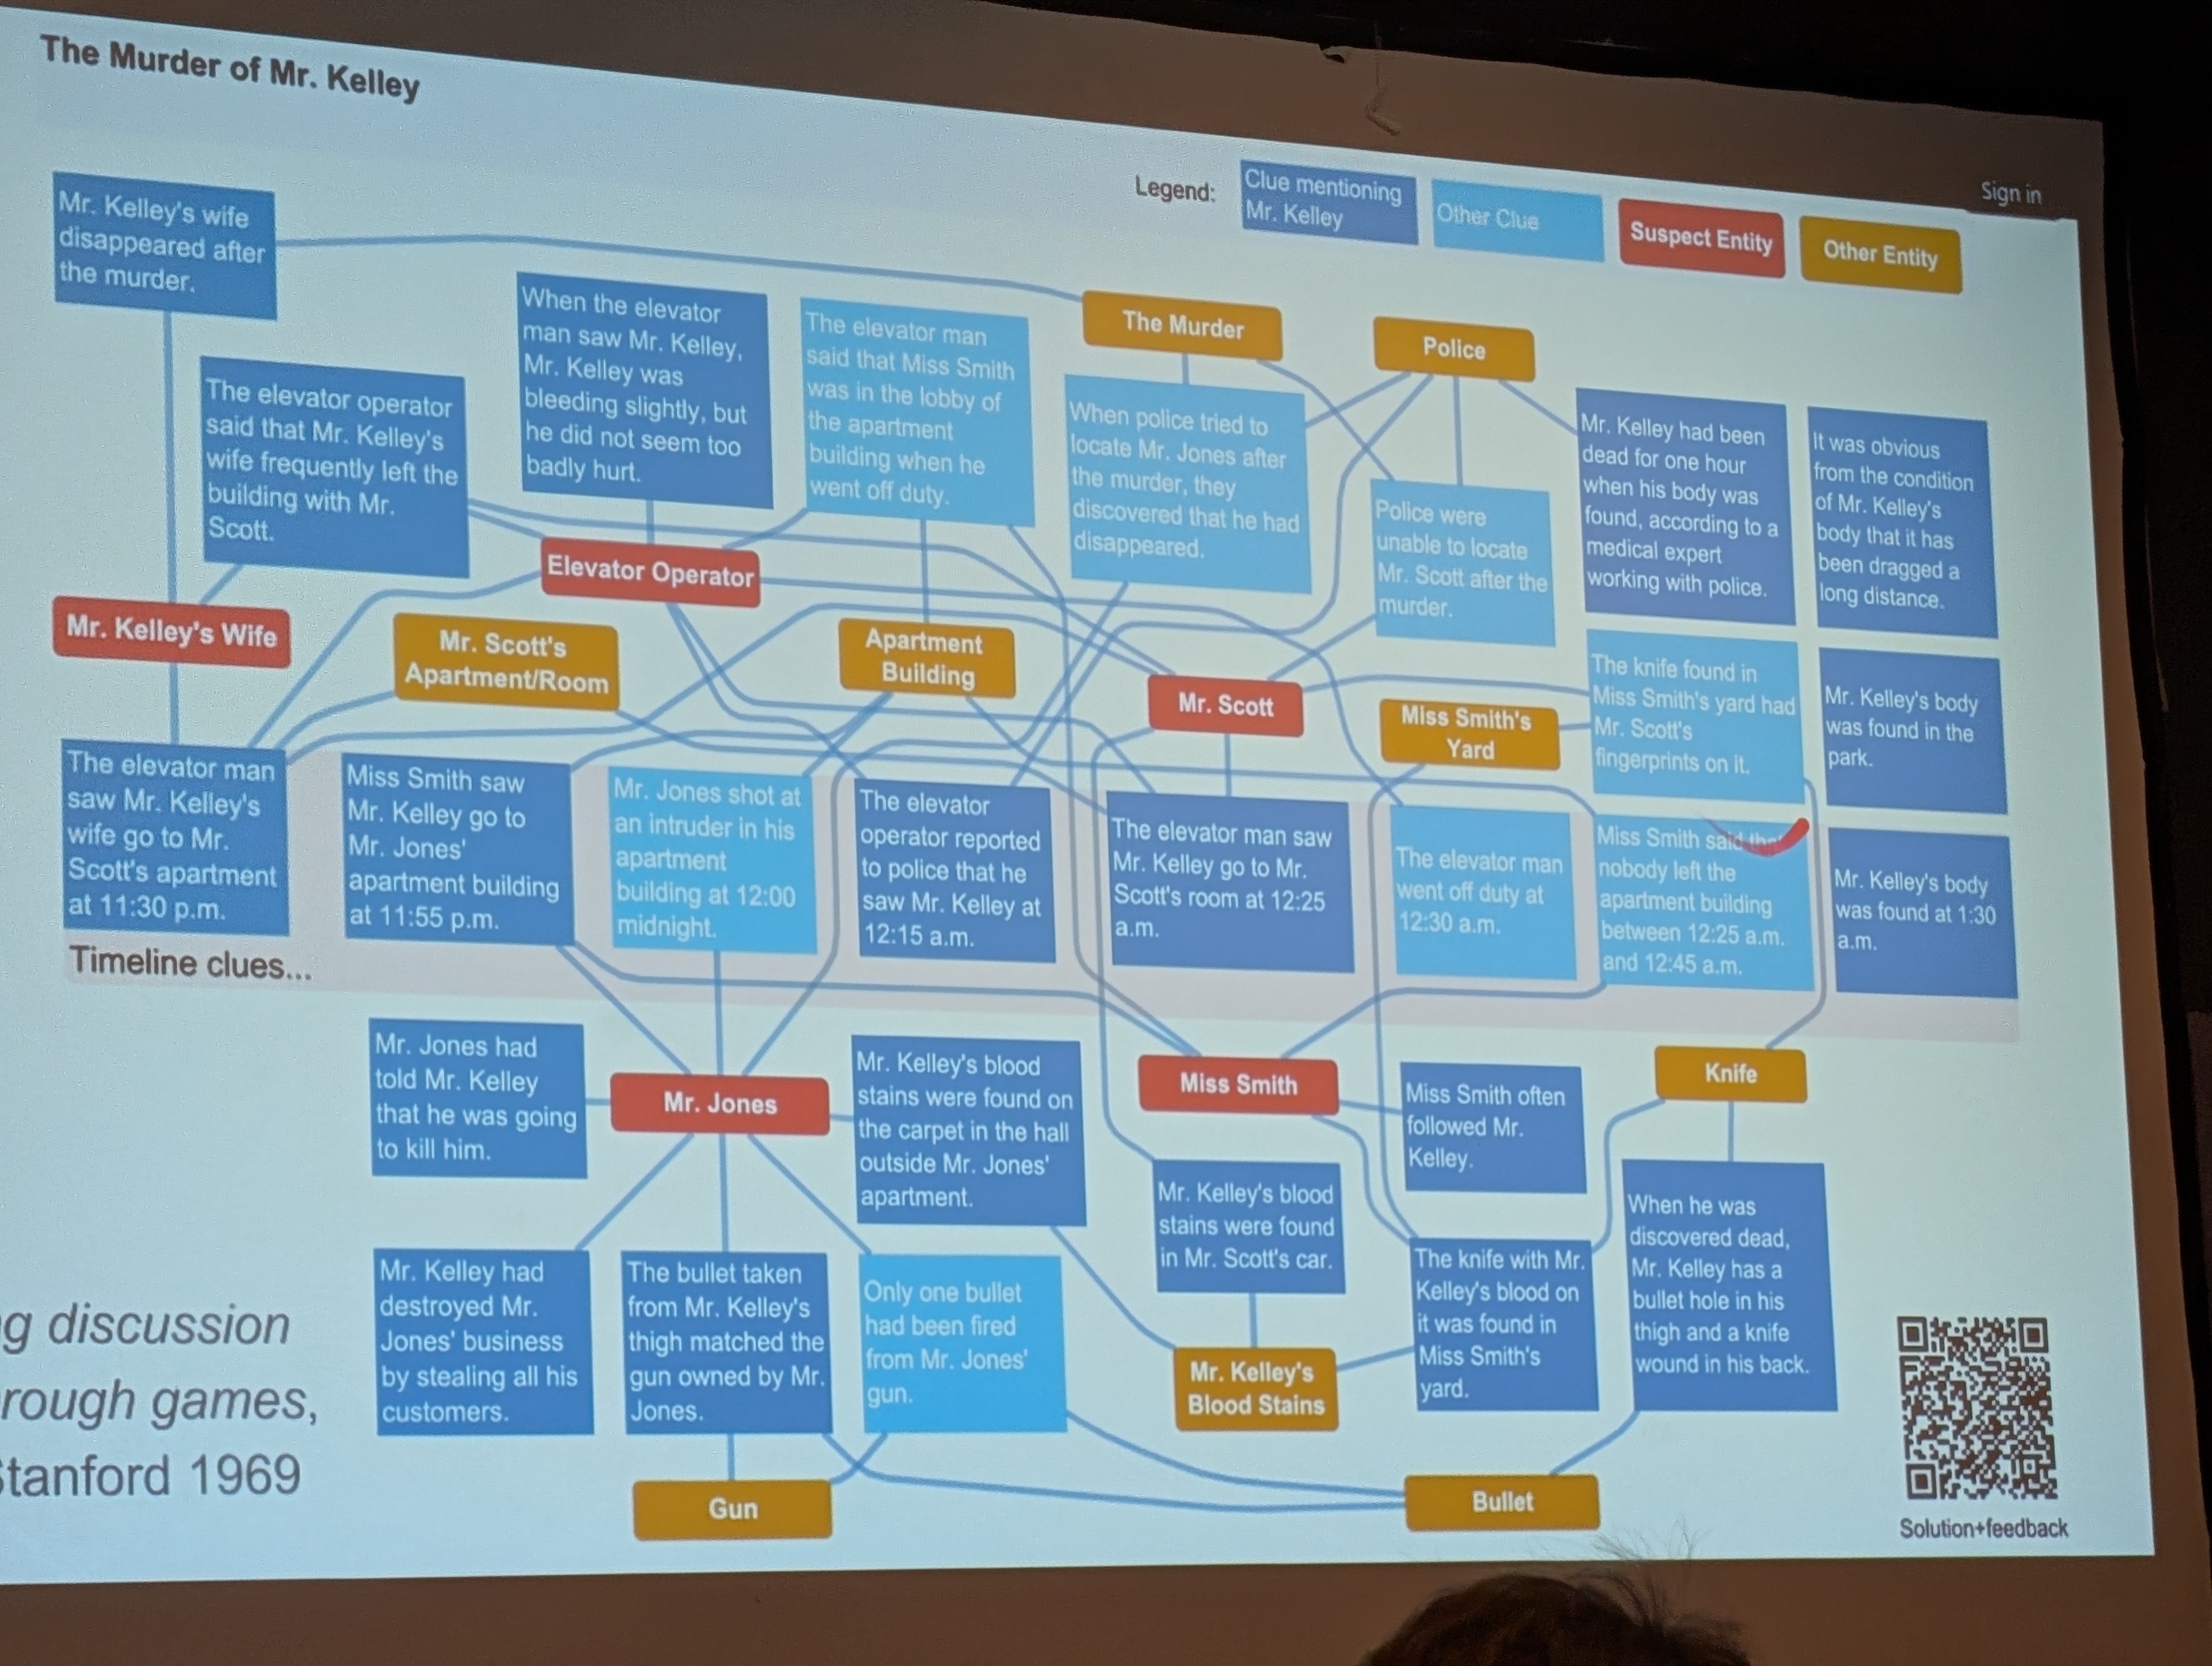 The Murder of Mr. Kelley
Sign in
Legend:
Clue mentioning
Mr. Kelley
Other Clue
Suspect Entity
Other Entity
Mr. Kelley's wife
disappeared after
the murder.
The elevator operator
said that Mr. Kelley's
wife frequently left the
building with Mr.
Scott.
When the elevator
man saw Mr. Kelley,
Mr. Kelley was
bleeding slightly, but
he did not seem too
badly hurt.
The elevator man
said that Miss Smith
was in the lobby of
the apartment
building when he
went off duty.
The Murder
Police
When police tried to
locate Mr. Jones after
the murder, they
discovered that he had
disappeared.
Police were
unable to locate
Mr. Scott after the
murder.
Mr. Kelley had been
dead for one hour
when his body was
found, according to a
medical expert
working with police.
It was obvious
from the condition
of Mr. Kelley's
body that it has
been dragged a
long distance.
Elevator Operator
Mr. Kelley's Wife
Mr. Scott's
Apartment/Room
Apartment
Building
Mr. Scott
Miss Smith's
Yard
The knife found in
Miss Smith's yard had
Mr. Scott's
fingerprints on it.
Mr. Kelley's body
was found in the
park.
The elevator man
saw Mr. Kelley's
wife go to Mr.
Scott's apartment
at 11:30 p.m.
Miss Smith saw
Mr. Kelley go to
Mr. Jones'
apartment building
at 11:55 p.m.
Mr. Jones shot at
an intruder in his
apartment
building at 12:00
midnight.
The elevator
operator reported
to police that he
saw Mr. Kelley at
12:15 a.m.
The elevator man saw
Mr. Kelley go to Mr.
Scott's room at 12:25
a.m.
The elevator man
went off duty at
12:30 a.m.
Miss Smith said that
nobody left the
apartment building
between 12:25 a.m.
and 12:45 a.m.
Mr. Kelley's body
was found at 1:30
a.m.
Timeline clues...
Mr. Jones had
told Mr. Kelley
that he was going
to kill him.
Mr. Jones
Mr. Kelley's blood
stains were found on
the carpet in the hall
outside Mr. Jones'
apartment.
Miss Smith
Miss Smith often
followed Mr.
Kelley.
Knife
Mr. Kelley's blood
stains were found
in Mr. Scott's car.
The knife with Mr.
Kelley's blood on
it was found in
Miss Smith's
yard.
When he was
discovered dead,
Mr. Kelley has a
bullet hole in his
thigh and a knife
wound in his back.
Mr. Kelley had
destroyed Mr.
Jones' business
by stealing all his
customers.
The bullet taken
from Mr. Kelley's
thigh matched the
gun owned by Mr.
Jones.
Only one bullet
had been fired
from Mr. Jones'
gun.
Mr. Kelley's
Blood Stains
Gun
Bullet
g discussion
rough games,
Stanford 1969
Solution+feedback